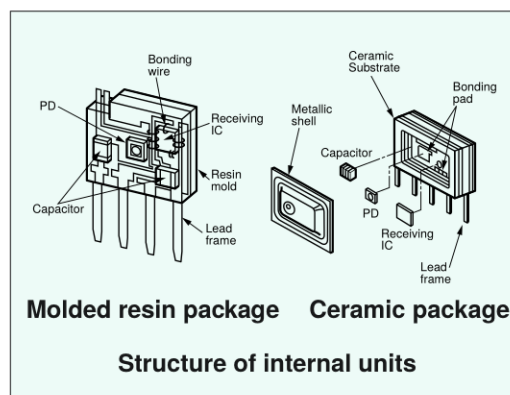 Bonding
wire
PD
Receiving
IC
Resin
mold
Capacitor
Lead
frame
Ceramic
Substrate
Bonding
pad
Metallic
shell
Capacitor
PD
Receiving
IC
Lead
frame
Molded resin package
Ceramic package
Structure of internal units